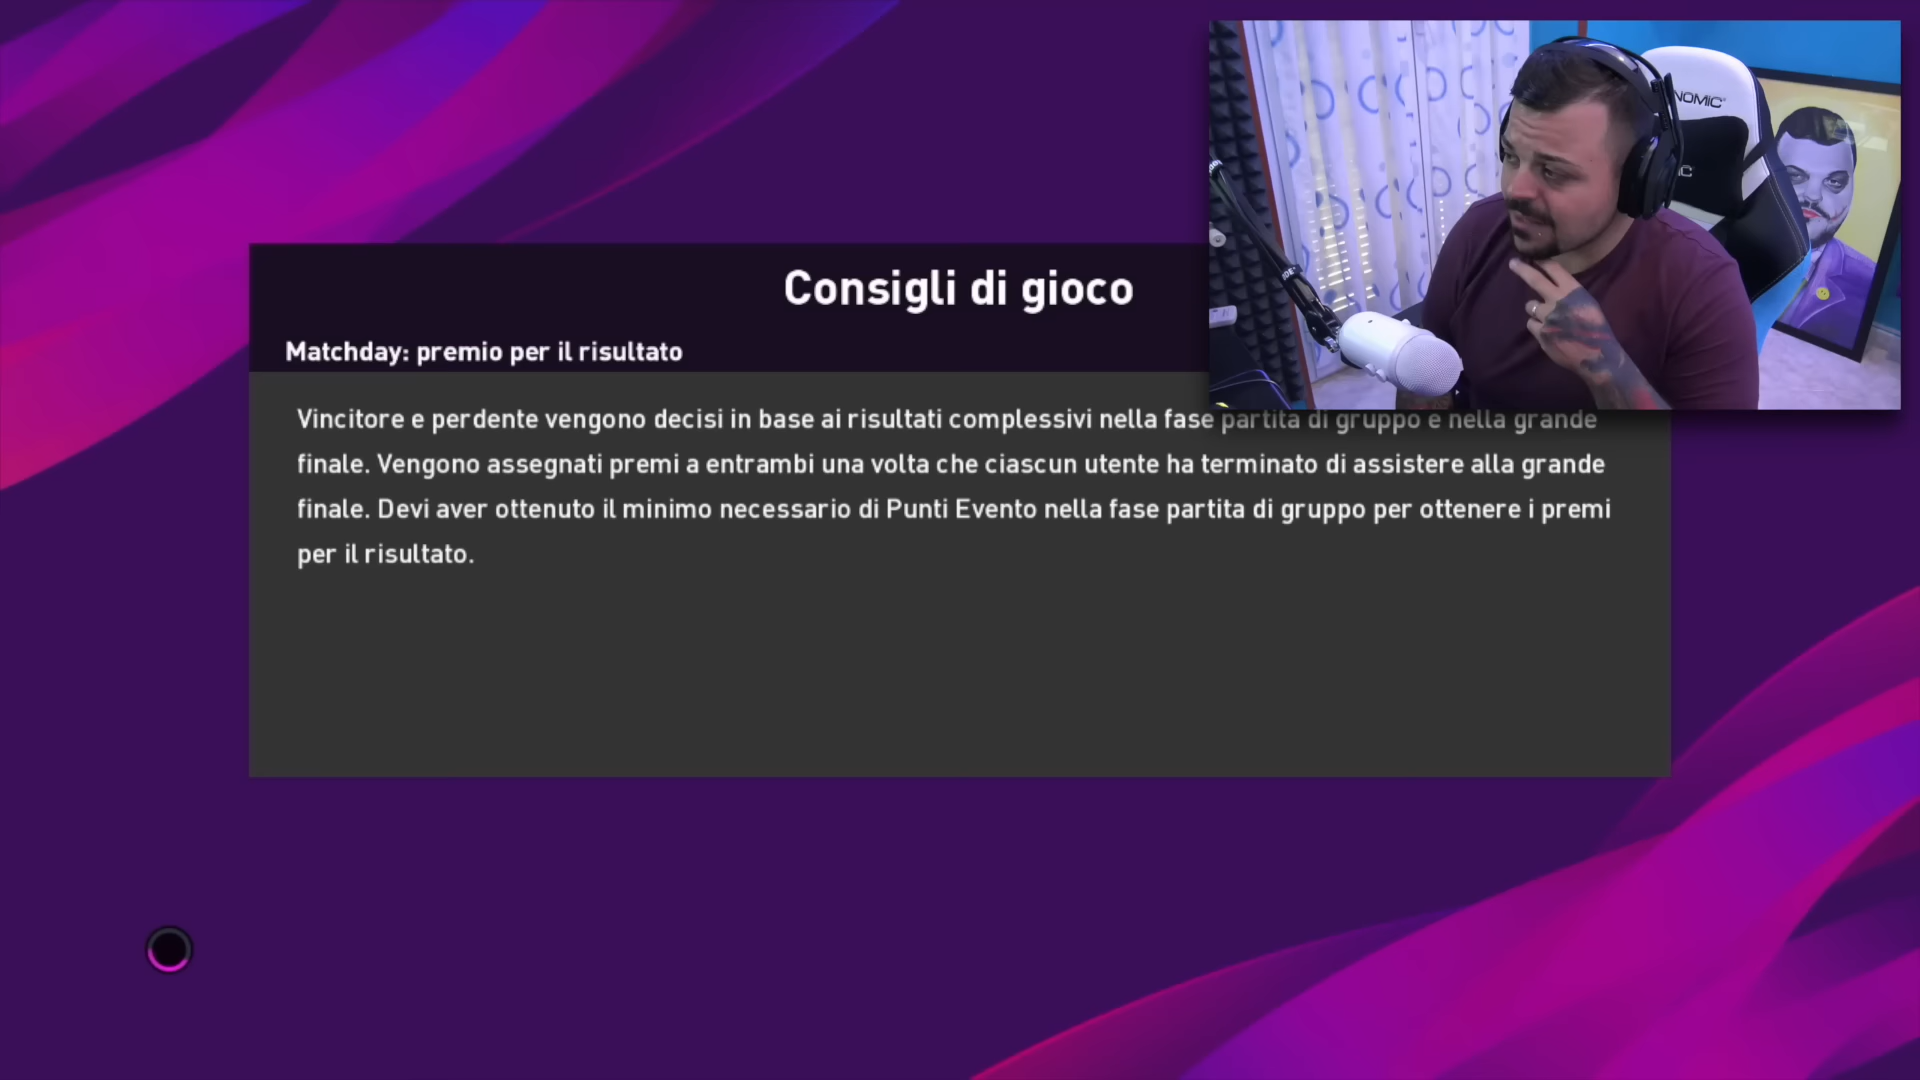 Consigli di gioco
Matchday: premio per il risultato
Vincitore e perdente vengono decisi in base ai risultati complessivi nella fase partita di gruppo e nella grande
finale. Vengono assegnati premi a entrambi una volta che ciascun utente ha terminato di assistere alla grande
finale. Devi aver ottenuto il minimo necessario di Punti Evento nella fase partita di gruppo per ottenere i premi
per il risultato.
NOMIC